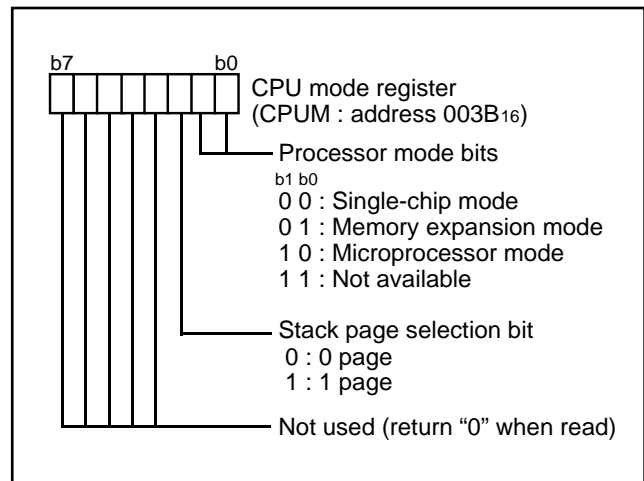 b7 b0
CPU mode register
(CPUM : address 003B16)
Processor mode bits
b1 b0
0 0 : Single-chip mode
0 1 : Memory expansion mode
1 0 : Microprocessor mode
1 1 : Not available
Stack page selection bit
0 : 0 page
1 : 1 page
Not used (return “0” when read)